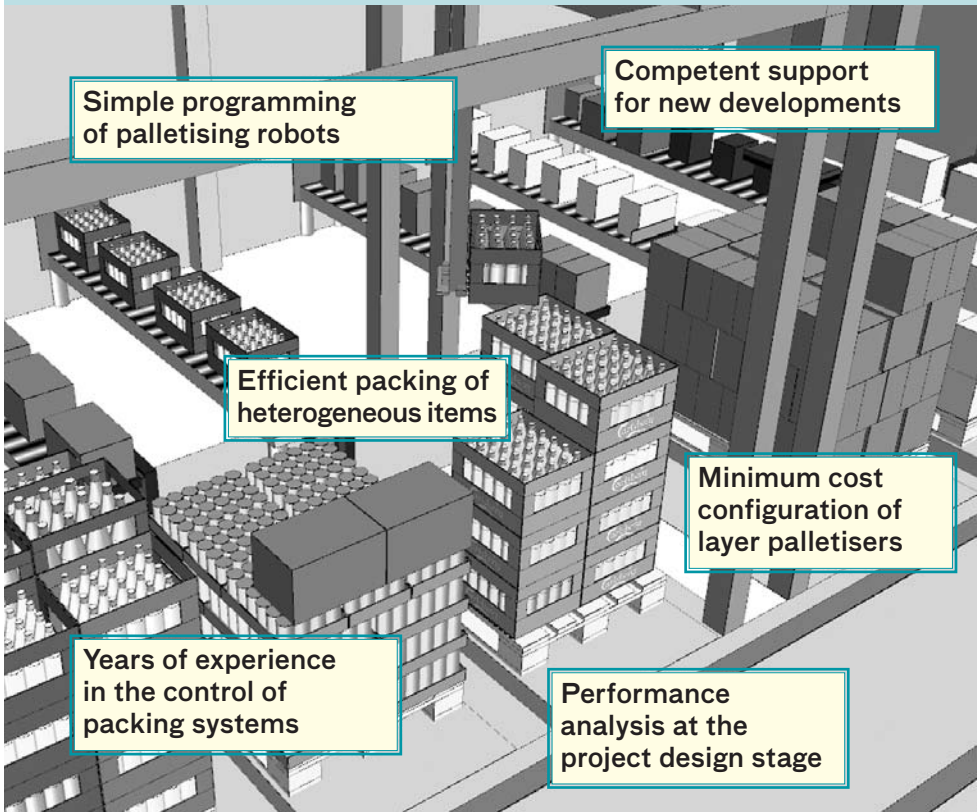 Simple programming
of palletising robots
Competent support
for new developments
Efficient packing of
heterogeneous items
Minimum cost
configuration of
layer palletisers
Years of experience
in the control of
packing systems
Performance
analysis at the
project design stage